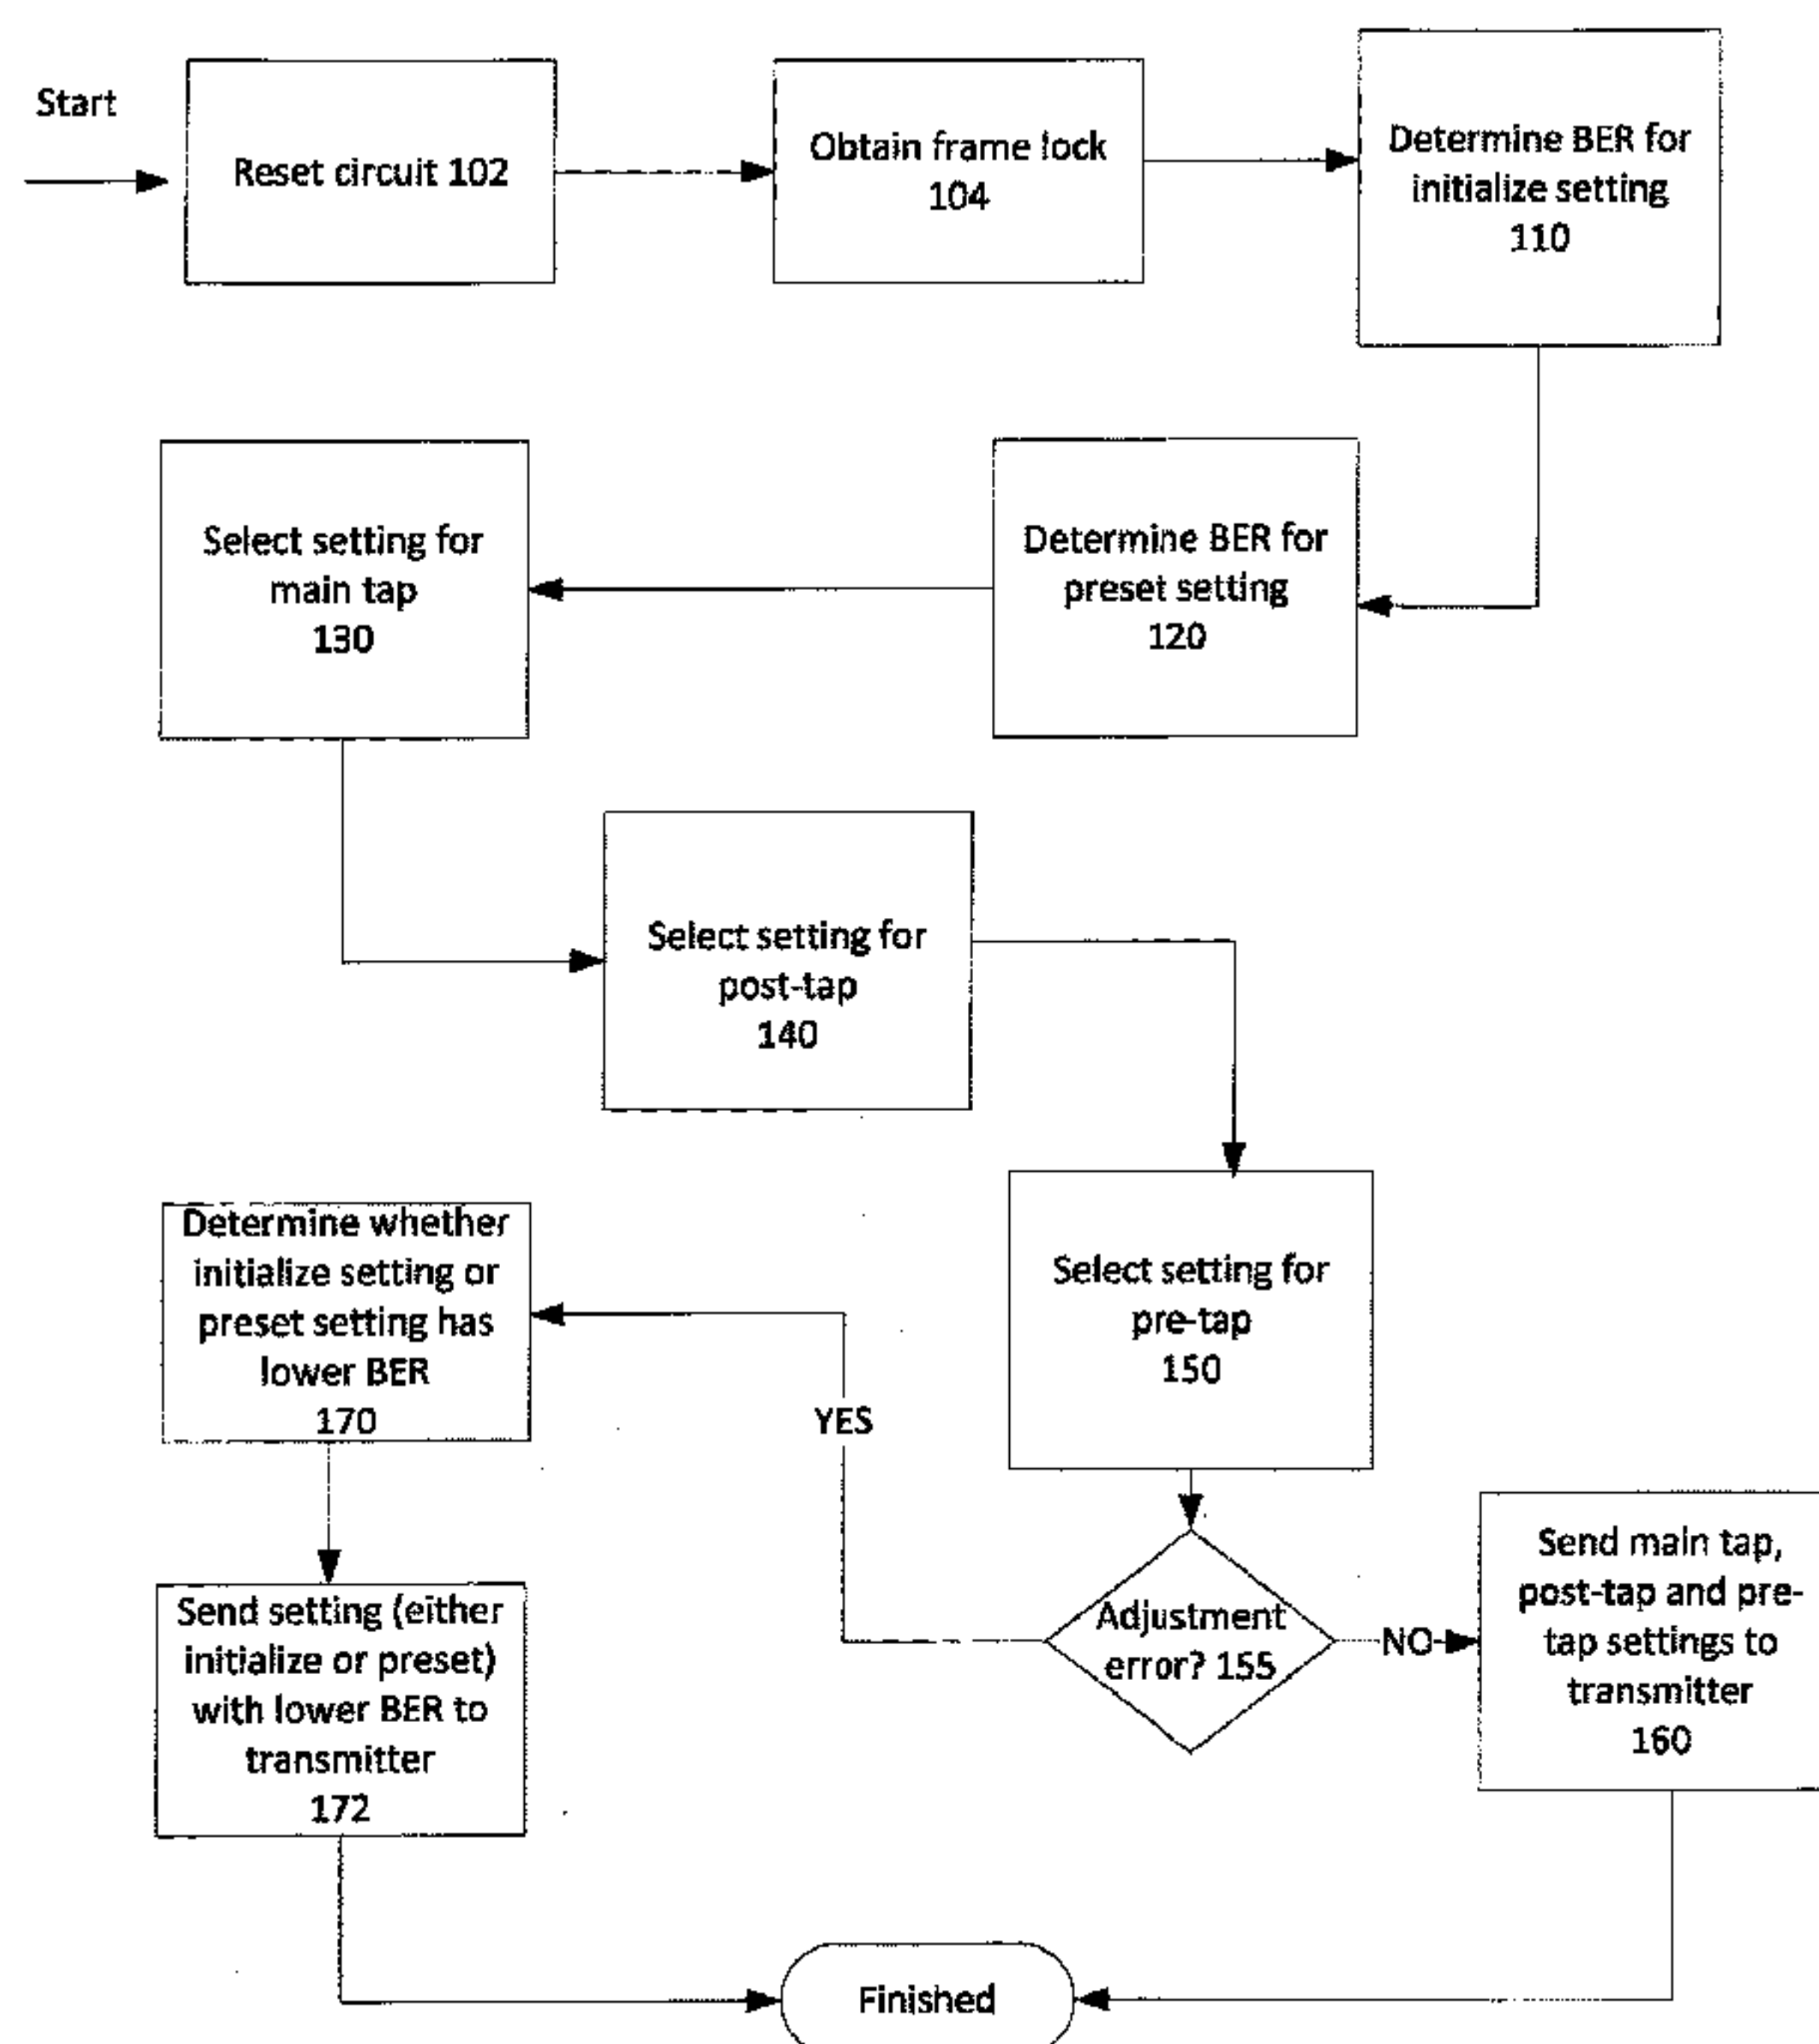 Start
Reset circuit 102
Obtain frame lock
104
Determine BER for
initialize setting
110
Determine BER for
preset setting
120
Select setting for
main tap
130
Select setting for
post-tap
140
Select setting for
pre-tap
150
Adjustment
error? 155
YES
NO
Determine whether
initialize setting or
preset setting has
lower BER
170
Send setting (either
initialize or preset)
with lower BER to
transmitter
172
Send main tap,
post-tap and pre-
tap settings to
transmitter
160
Finished